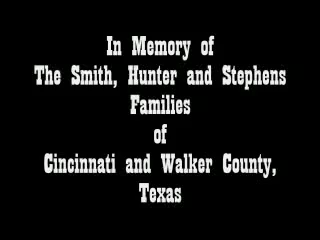 In Memory of
The Smith, Hunter and Stephens
Families
of
Cincinnati and Walker County,
Texas